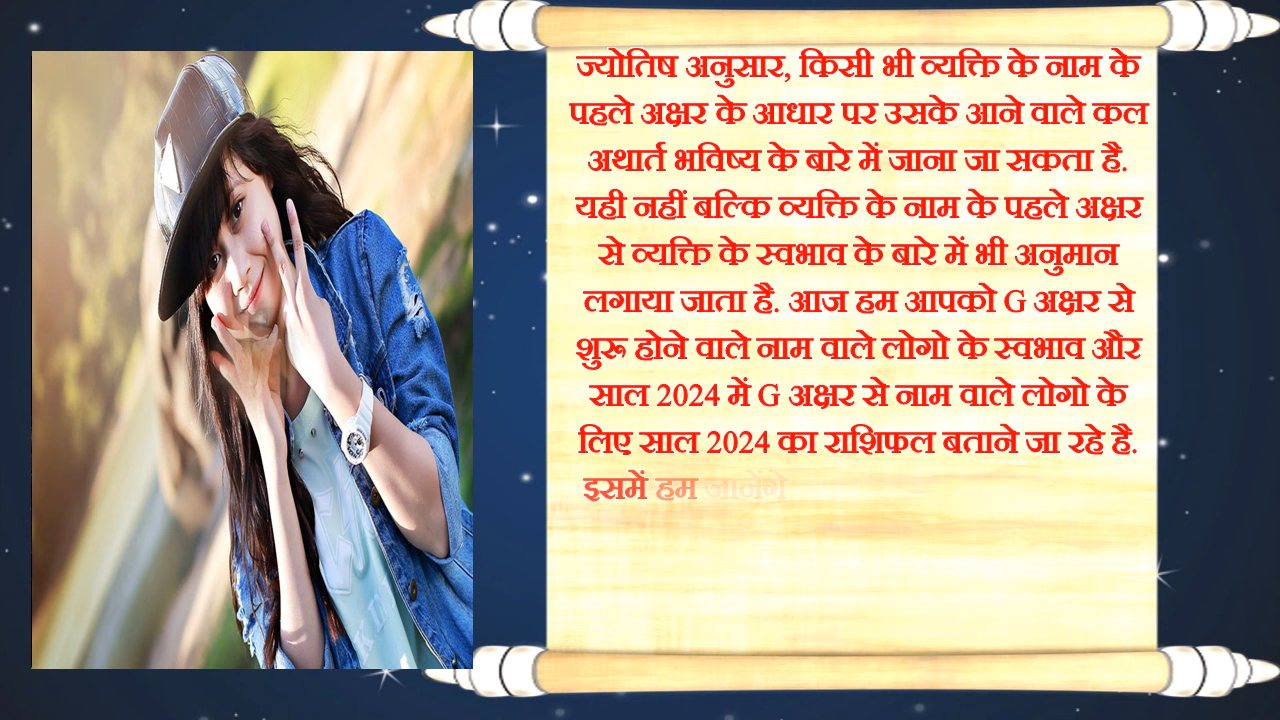 ज्योतिष अनुसार, किसी भी व्यक्ति के नाम के
पहले अक्षर के आधार पर उसके आने वाले कल
अथार्त भविष्य के बारे में जाना जा सकता है.
यही नहीं बल्कि व्यक्ति के नाम के पहले अक्षर
से व्यक्ति के स्वभाव के बारे में भी अनुमान
लगाया जाता है. आज हम आपको G अक्षर से
शुरू होने वाले नाम वाले लोगो के स्वभाव और
साल 2024 में G अक्षर से नाम वाले लोगो के
लिए साल 2024 का राशिफल बताने जा रहे है.
इसमें हम जानेंगे